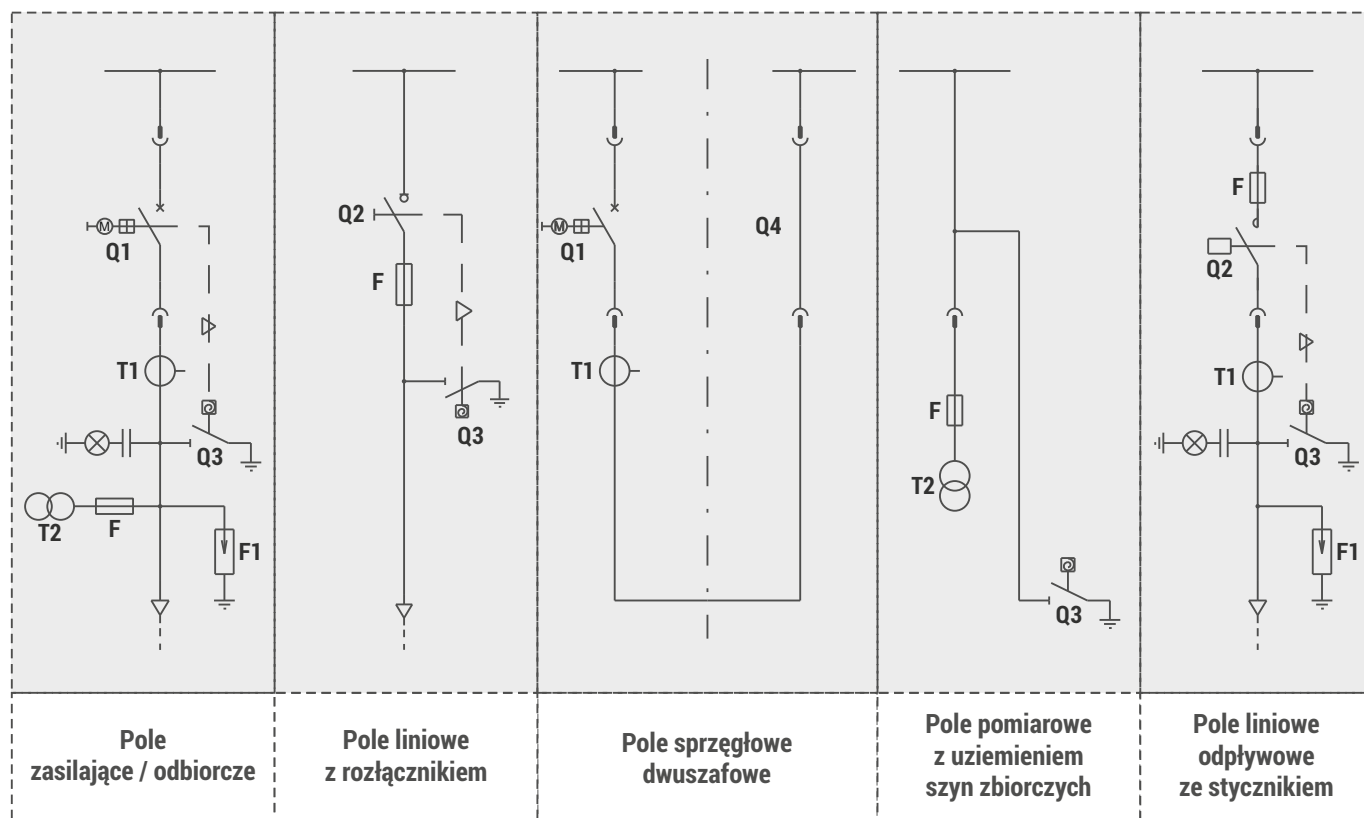 M
Q1
T1
Q3
T2
F
F1
Pole
zasilające / odbiorcze
Q2
F
Q3
Pole liniowe
z rozłącznikiem
M
Q1
Q4
T1
Pole sprzęgłowe
dwuszafowe
F
T2
Q3
Pole pomiarowe
z uziemieniem
szyn zbiorczych
F
Q2
T1
Q3
F1
Pole liniowe
odpływowe
ze stycznikiem